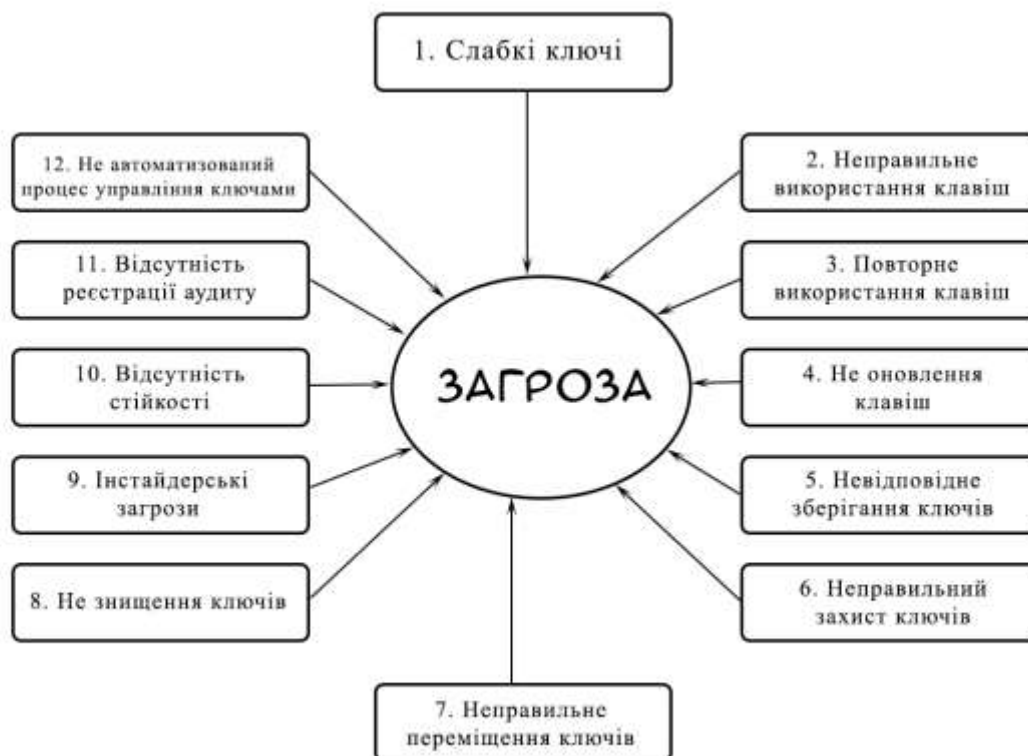 1. Слабкі ключі
12. Не автоматизований
процес управління ключами
2. Неправильне
використання клавіш
11. Відсутність
реєстрації аудиту
3. Повторне
використання клавіш
ЗАГРОЗА
10. Відсутність
стійкості
4. Не оновлення
клавіш
9. Інстайдерські
загрози
5. Невідповідне
зберігання ключів
8. Не знищення ключів
6. Неправильний
захист ключів
7. Неправильне
переміщення ключів